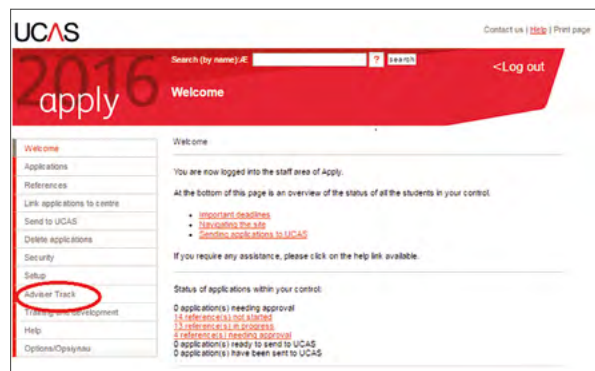 UCAS
Contact us | Help | Print page
2016
apply
Search (by name) Æ
?
search
<Log out
Welcome
Welcome
Applications
References
Link applications to centre
Send to UCAS
Delete applications
Security
Setup
Adviser Track
Training and development
Help
Options/Opsiynau
Welcome
You are now logged into the staff area of Apply.
At the bottom of this page is an overview of the status of all the students in your control.
Important deadlines
Navigating the site
Sending applications to UCAS
If you require any assistance, please click on the help link available.
Status of applications within your control:
0 application(s) needing approval
14 reference(s) not started
13 reference(s) in progress
4 reference(s) needing approval
0 application(s) ready to send to UCAS
0 application(s) have been sent to UCAS